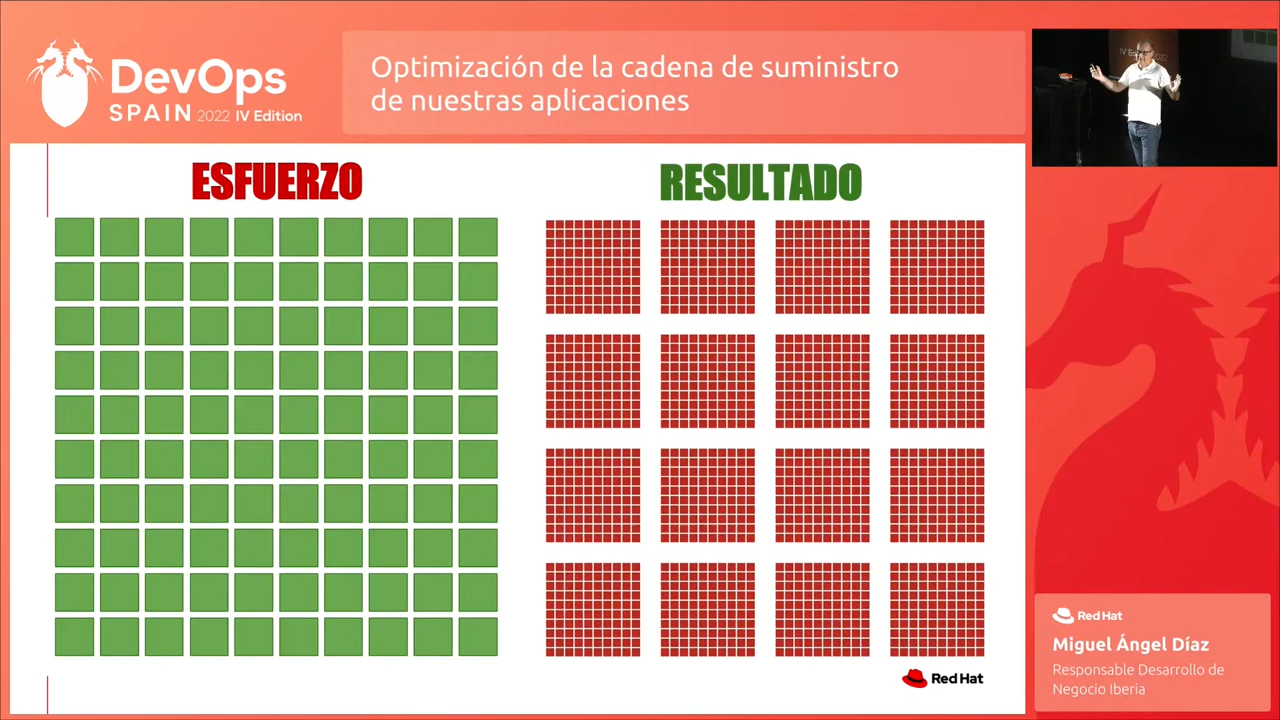 DevOps
SPAIN 2022 IV Edition
Optimización de la cadena de suministro
de nuestras aplicaciones
ESFUERZO
RESULTADO
Red Hat
Red Hat
Miguel Ángel Díaz
Responsable Desarrollo de
Negocio Iberia